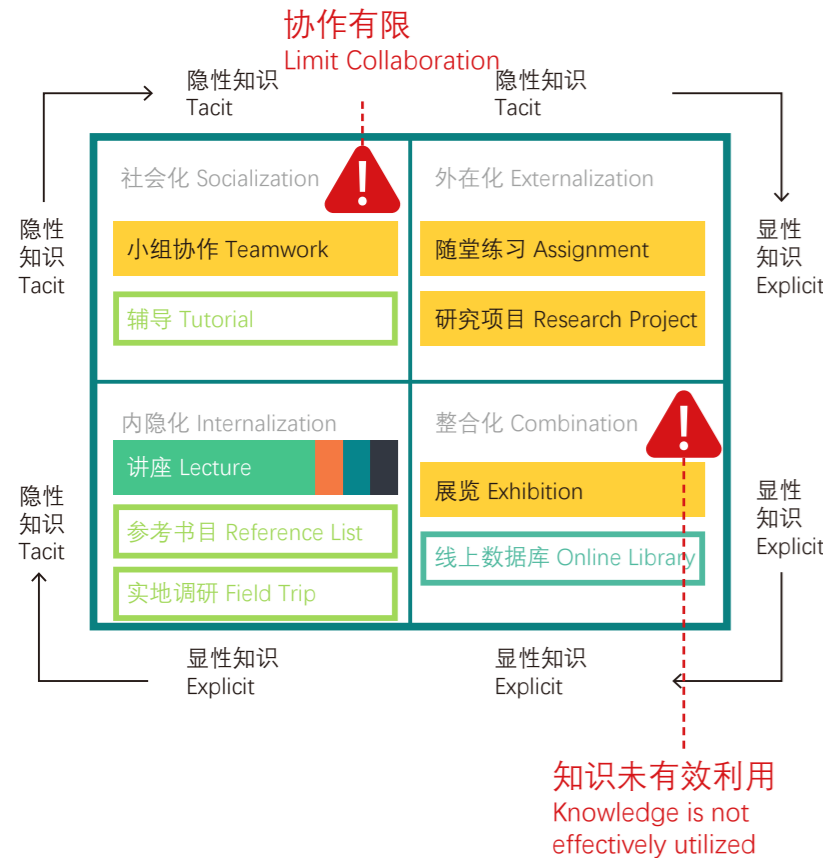 协作有限
Limit Collaboration
隐性知识
Tacit
隐性知识
Tacit
社会化 Socialization
外在化 Externalization
隐性
知识
Tacit
小组协作 Teamwork
随堂练习 Assignment
显性
知识
Explicit
辅导 Tutorial
研究项目 Research Project
内隐化 Internalization
整合化 Combination
讲座 Lecture
展览 Exhibition
隐性
知识
Tacit
参考书目 Reference List
线上数据库 Online Library
显性
知识
Explicit
实地调研 Field Trip
显性知识
Explicit
显性知识
Explicit
知识未有效利用
Knowledge is not
effectively utilized